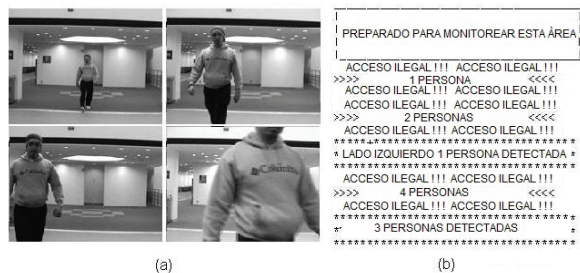 PREPARADO PARA MONITOREAR ESTA ÁREA
ACCESO ILEGAL!!! ACCESO ILEGAL!!!
>>>> 1 PERSONA <<<<
ACCESO ILEGAL!!! ACCESO ILEGAL!!!
ACCESO ILEGAL!!! ACCESO ILEGAL!!!
>>>> 2 PERSONAS <<<<
ACCESO ILEGAL!!! ACCESO ILEGAL!!!
* LADO IZQUIERDO 1 PERSONA DETECTADA *
ACCESO ILEGAL!!! ACCESO ILEGAL!!!
>>>> 4 PERSONAS <<<<
ACCESO ILEGAL!!! ACCESO ILEGAL!!!
* 3 PERSONAS DETECTADAS *
Columbia
(a) (b)